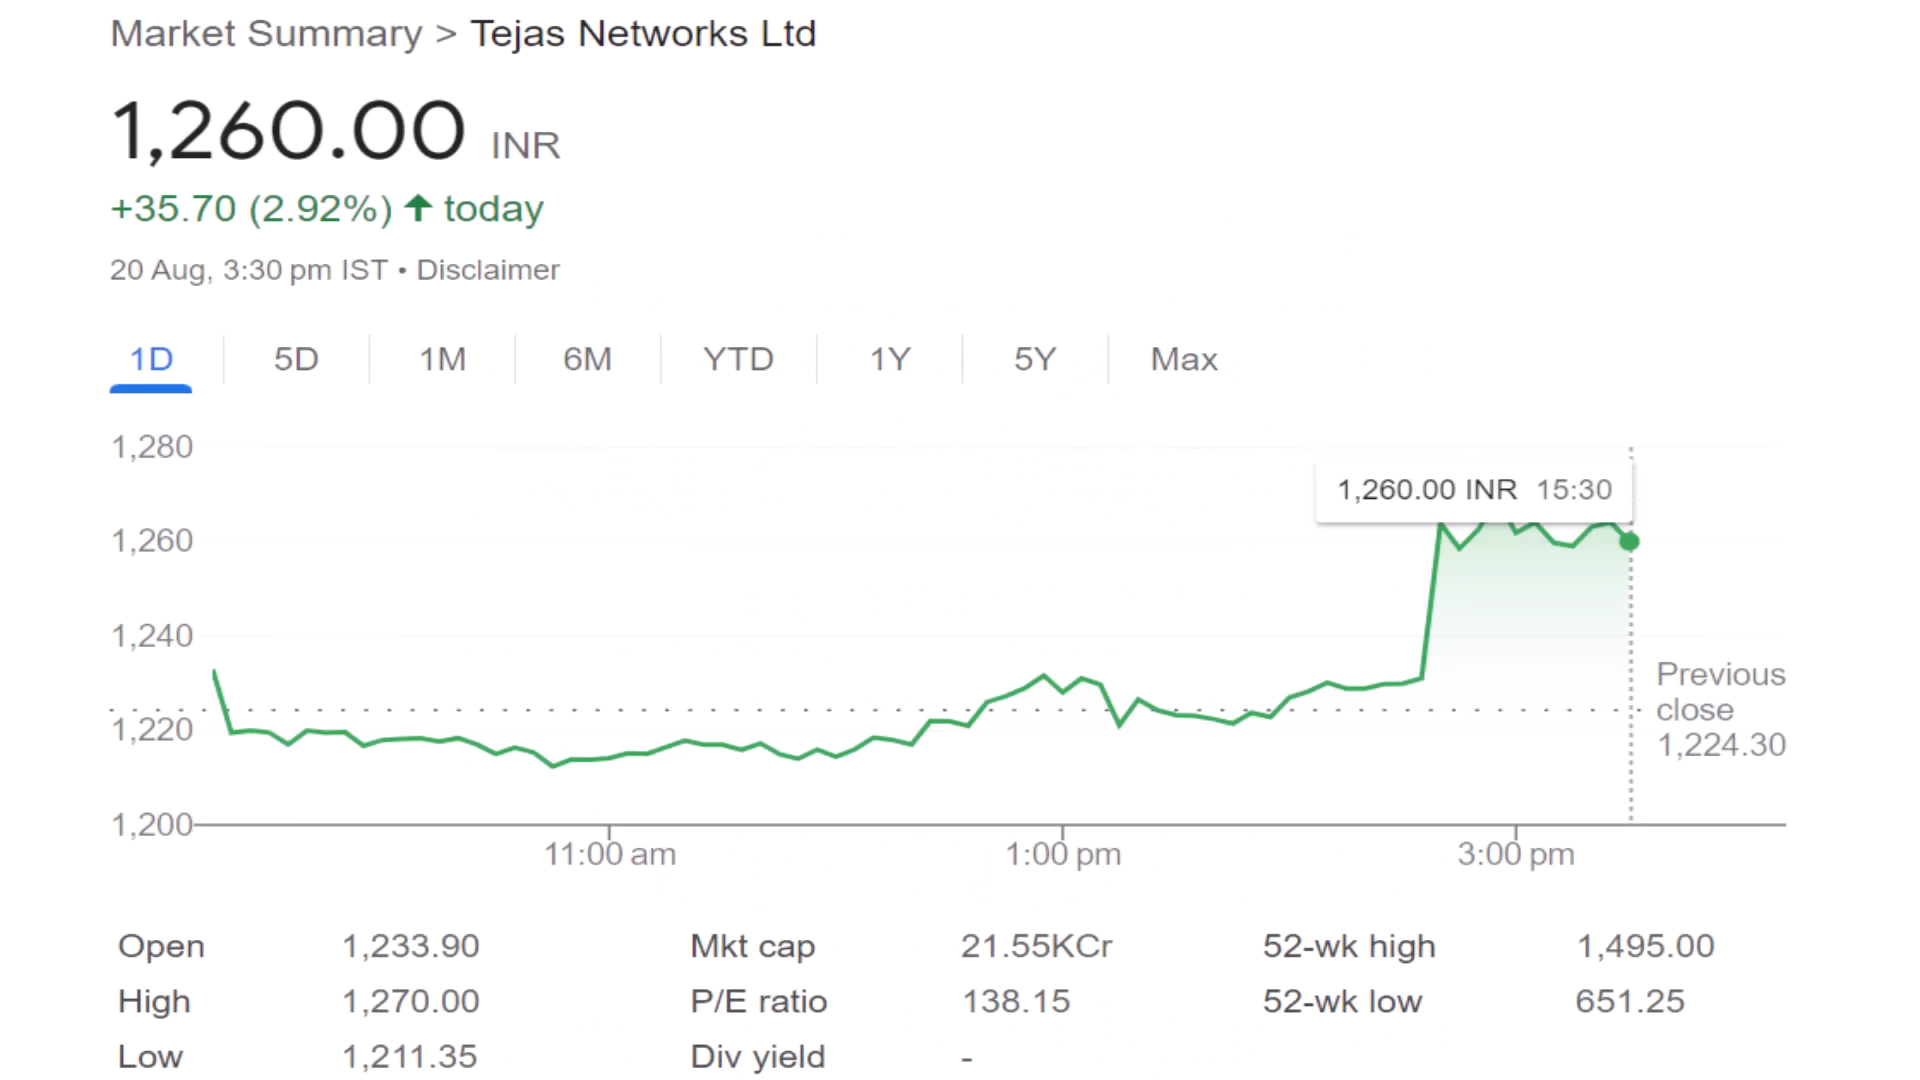 Market Summary > Tejas Networks Ltd
1,260.00 INR
+35.70 (2.92%) ↑ today
20 Aug, 3:30 pm IST • Disclaimer
1D 5D 1M 6M YTD 1Y 5Y Max
1,280
1,260.00 INR 15:30
1,260
1,240
Previous
close
1,224.30
1,220
1,200
11:00 am 1:00 pm 3:00 pm
Open 1,233.90 Mkt cap 21.55KCr 52-wk high 1,495.00
High 1,270.00 P/E ratio 138.15 52-wk low 651.25
Low 1,211.35 Div yield -